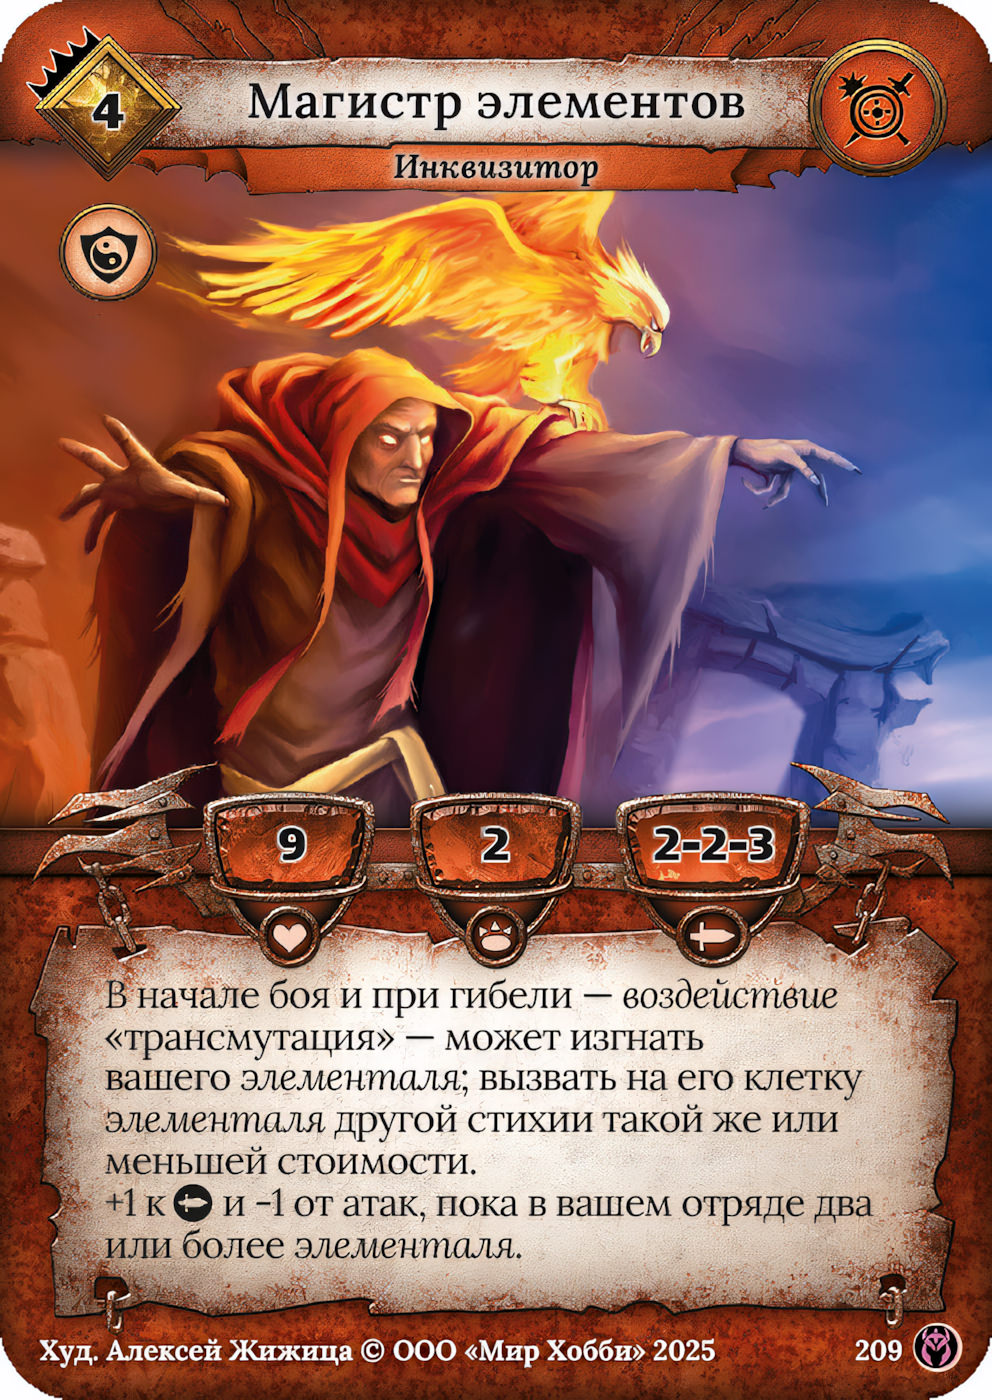 4
Магистр элементов
Инквизитор
9 2 2-2-3
В начале боя и при гибели — воздействие
«трансмутация» — может изгнать
вашего элементаля; вызвать на его клетку
элементаля другой стихии такой же или
меньшей стоимости.
+1 к и -1 от атак, пока в вашем отряде два
или более элементаля.
Худ. Алексей Жижица © ООО «Мир Хобби» 2025 209